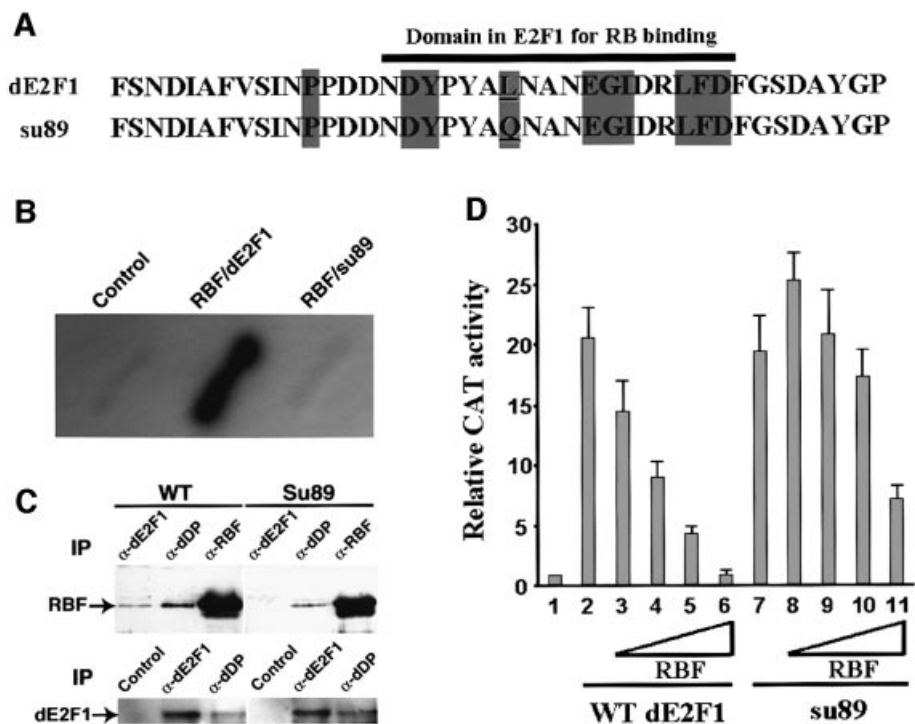 A
Domain in E2F1 for RB binding
dE2F1 FSNDIAFVSINPPDDNDYPYALNANEGIDRLFDFGSDAYGP
su89 FSNDIAFVSINPPDDNDYPYAQNANEGIDRLFDFGSDAYGP
B
Control RBF/dE2F1 RBF/su89
C
WT Su89
IP α-dE2F1 α-dDP α-RBF α-dE2F1 α-dDP α-RBF
RBF
IP Control α-dE2F1 α-dDP Control α-dE2F1 α-dDP
dE2F1
D
Relative CAT activity
30
25
20
15
10
5
0
1 2 3 4 5 6 7 8 9 10 11
RBF RBF
WT dE2F1 su89